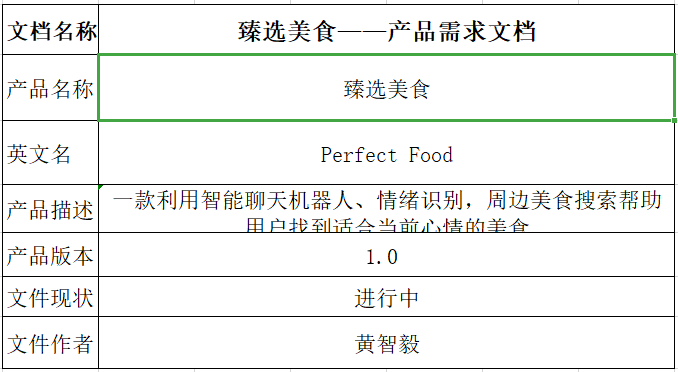 文档名称 臻选美食——产品需求文档
产品名称 臻选美食
英文名 Perfect Food
产品描述 一款利用智能聊天机器人、情绪识别，周边美食搜索帮助
用户找到适合当前心情的美食
产品版本 1.0
文件现状 进行中
文件作者 黄智毅